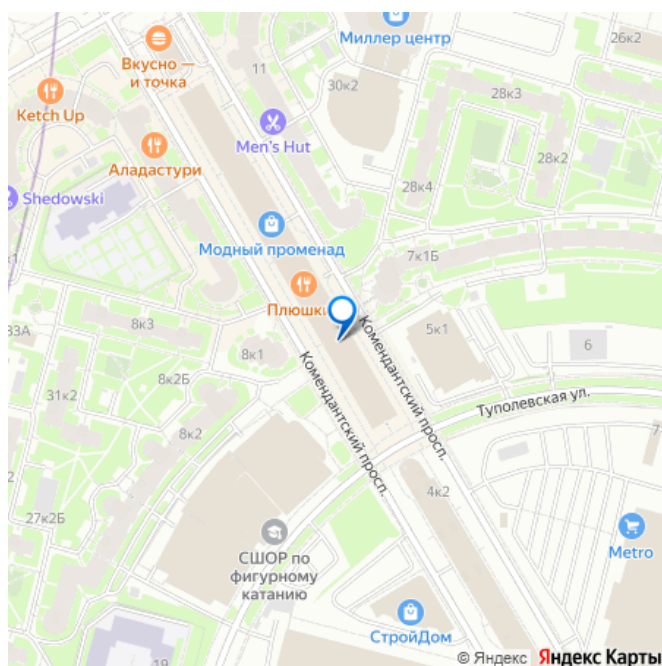 Миллер центр
26к2
Вкусно —
и точка
11
30к2
28к3
Ketch Up
Men's Hut
28к2
Аладастури
28к4
Shedowski
Модный променад
7к1Б
к1
Плюшки
33А
8к3
5к1
6
8к1
Комендантский просп.
Комендантский просп.
31к2
8к2Б
Туполевская ул.
8к2
7
4к2
27к2Б
СШОР по
фигурному
катанию
Metro
СтройДом
19
© Яндекс Яндекс Карты